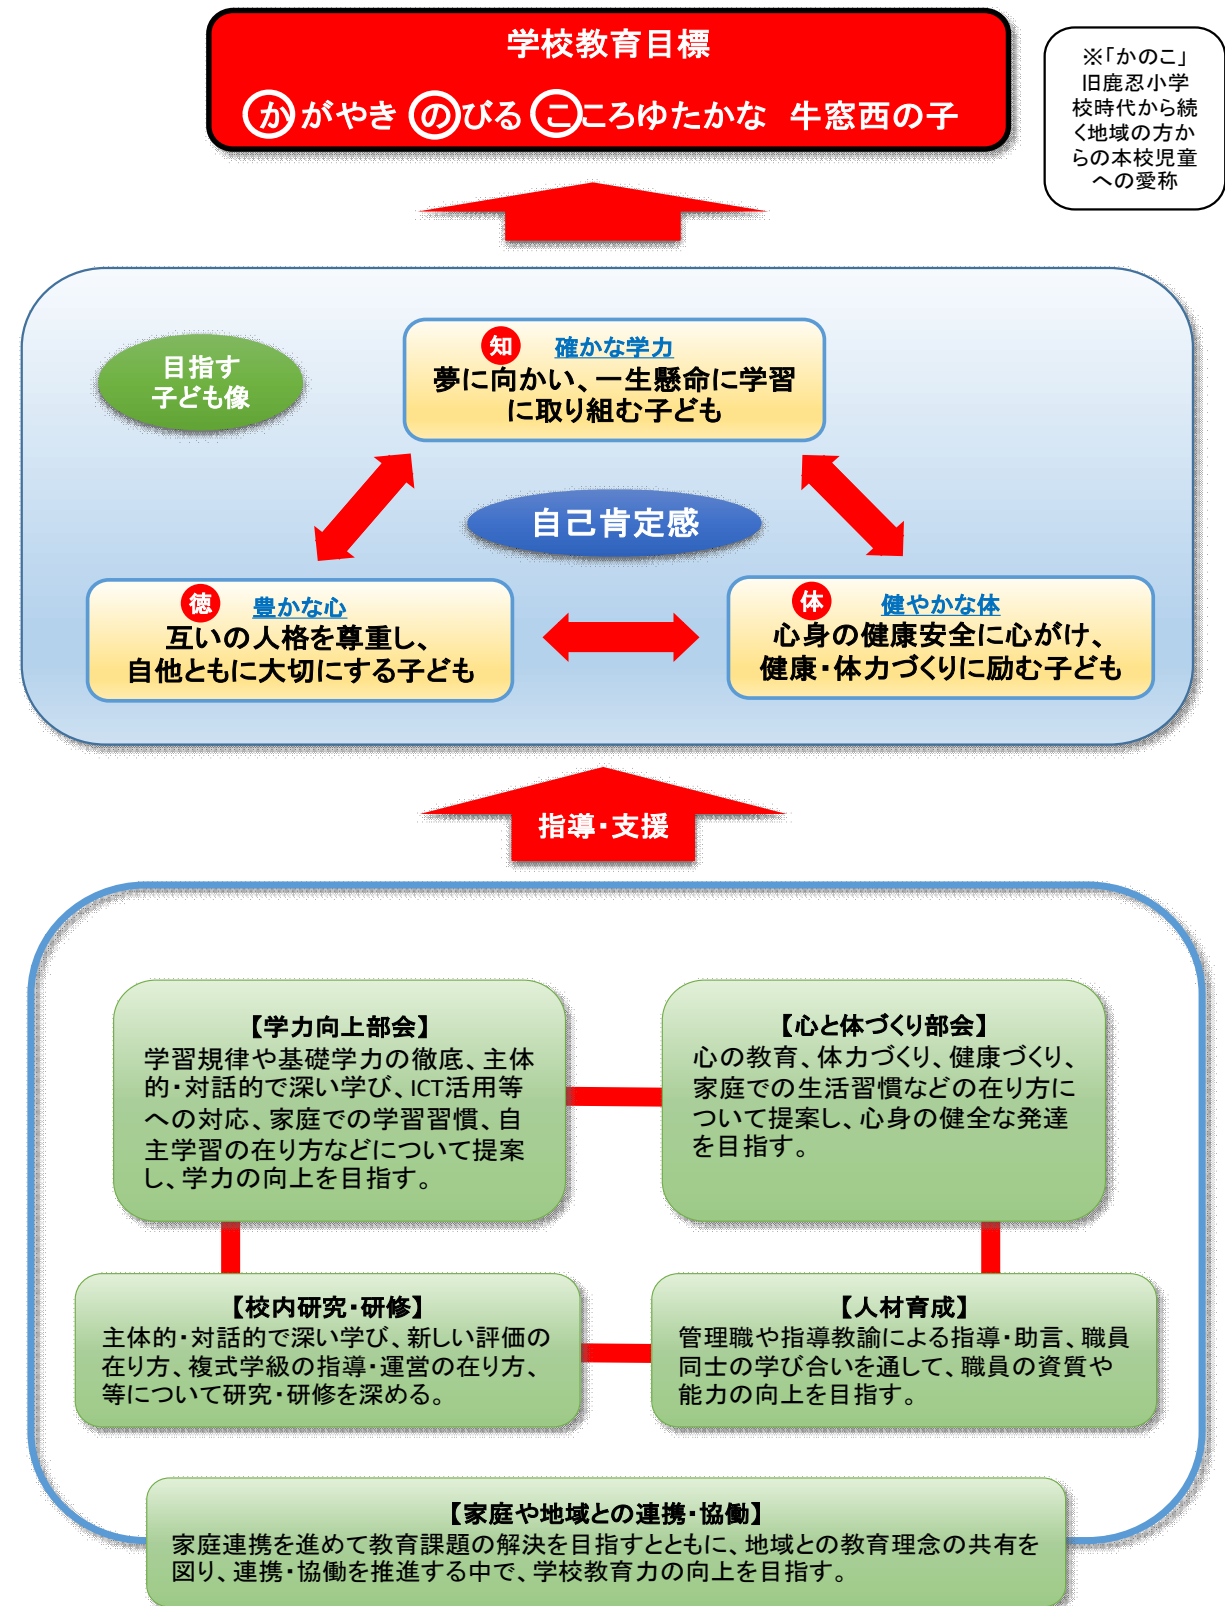 学校教育目標
かがやき のびる こころゆたかな 牛窓西の子
※「かのこ」
旧鹿忍小学
校時代から続
く地域の方か
らの本校児童
への愛称
目指す
子ども像
知 確かな学力
夢に向かい、一生懸命に学習
に取り組む子ども
自己肯定感
徳 豊かな心
互いの人格を尊重し、
自他ともに大切にする子ども
体 健やかな体
心身の健康安全に心がけ、
健康・体力づくりに励む子ども
指導・支援
【学力向上部会】
学習規律や基礎学力の徹底、主体
的・対話的で深い学び、ICT活用等
への対応、家庭での学習習慣、自
主学習の在り方などについて提案
し、学力の向上を目指す。
【心と体づくり部会】
心の教育、体力づくり、健康づくり、
家庭での生活習慣などの在り方に
ついて提案し、心身の健全な発達
を目指す。
【校内研究・研修】
主体的・対話的で深い学び、新しい評価の
在り方、複式学級の指導・運営の在り方、
等について研究・研修を深める。
【人材育成】
管理職や指導教諭による指導・助言、職員
同士の学び合いを通して、職員の資質や
能力の向上を目指す。
【家庭や地域との連携・協働】
家庭連携を進めて教育課題の解決を目指すとともに、地域との教育理念の共有を
図り、連携・協働を推進する中で、学校教育力の向上を目指す。